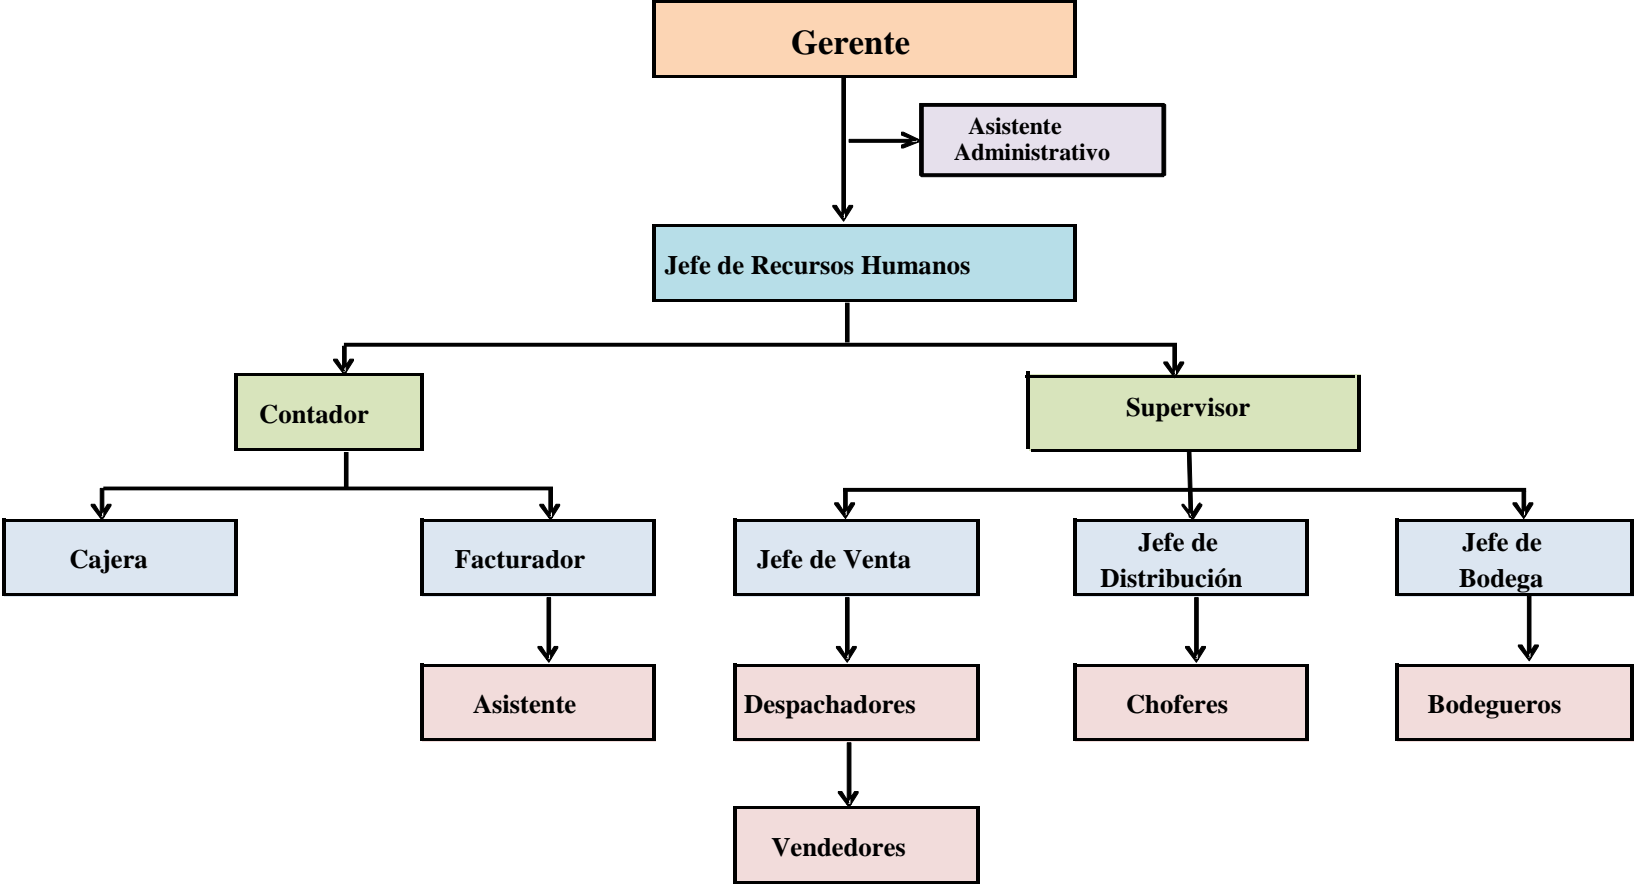 Gerente
Asistente
Administrativo
Jefe de Recursos Humanos
Contador
Supervisor
Cajera
Facturador
Jefe de Venta
Jefe de
Distribución
Jefe de
Bodega
Asistente
Despachadores
Choferes
Bodegueros
Vendedores